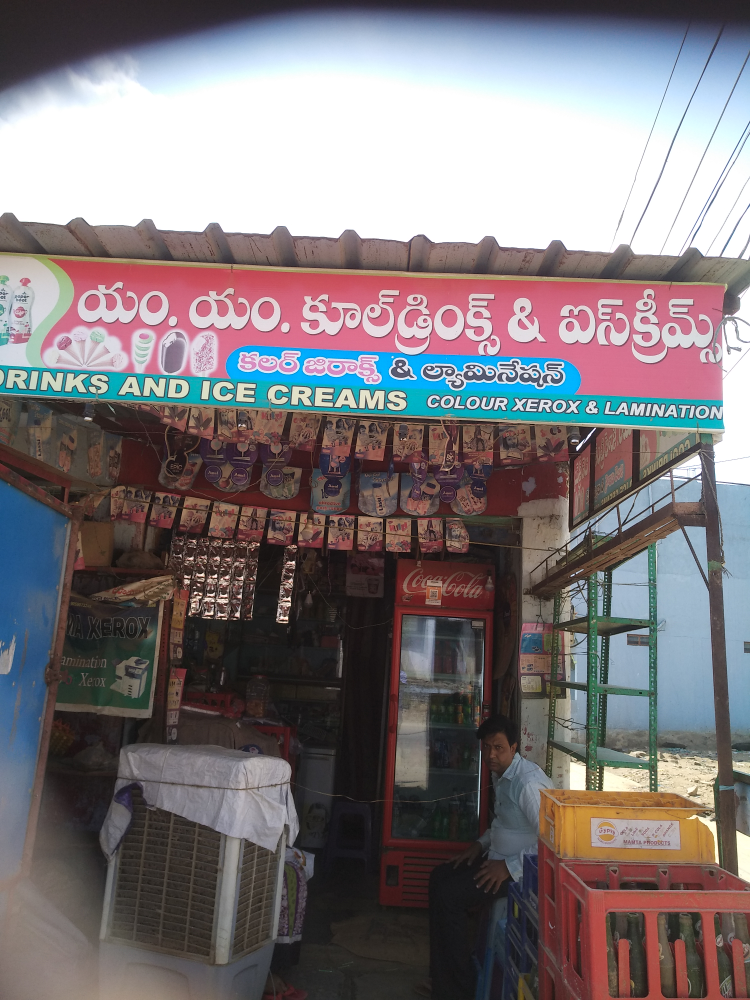 యం. యం. కూల్‌డ్రింక్స్ & ఐస్‌క్రీమ్స్
కలర్ జిరాక్స్ & ల్యామినేషన్
DRINKS AND ICE CREAMS
COLOUR XEROX & LAMINATION
Coca-Cola
XEROX
Lamination
Xerox
MAMTA PRODUCTS